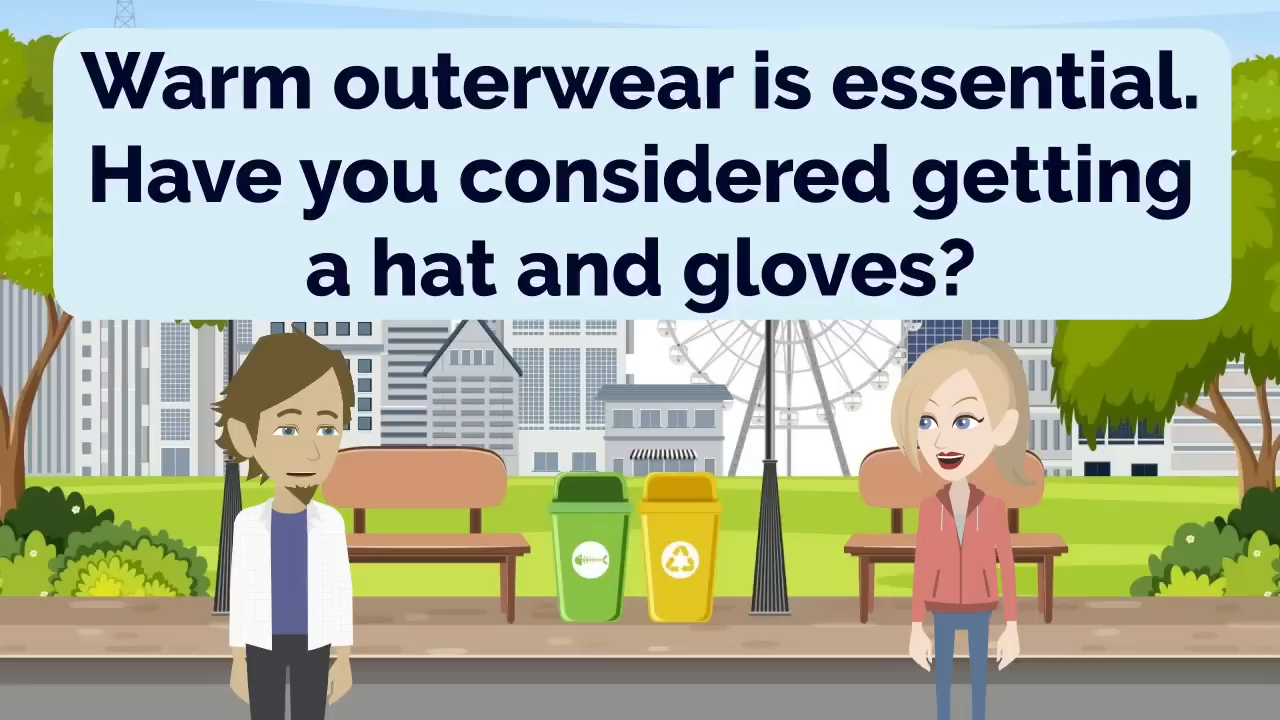 Warm outerwear is essential.
Have you considered getting
a hat and gloves?